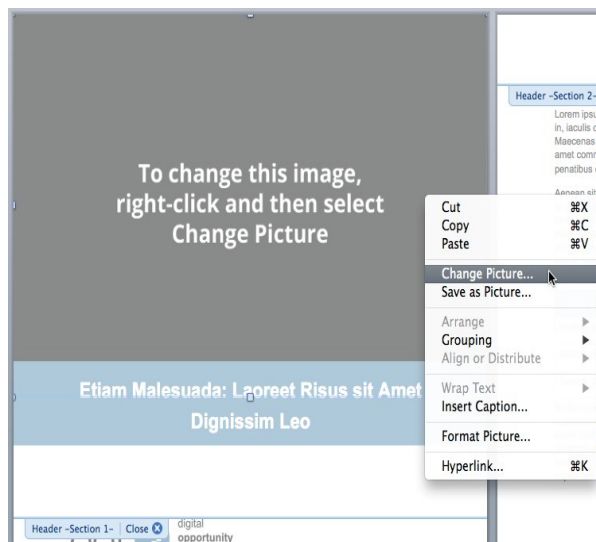 To change this image,
right-click and then select
Change Picture
Etiam Malesuada: Laoreet Risus sit Amet
Dignissim Leo
Header -Section 1-
Close
digital
opportunity
Header -Section 2-
Lorem ipsu
in, iaculis
Maecenas
amet comm
penatibus
Aenean sit
Cut ⌘X
Copy ⌘C
Paste ⌘V
Change Picture...
Save as Picture...
Arrange
Grouping
Align or Distribute
Wrap Text
Insert Caption...
Format Picture...
Hyperlink... ⌘K